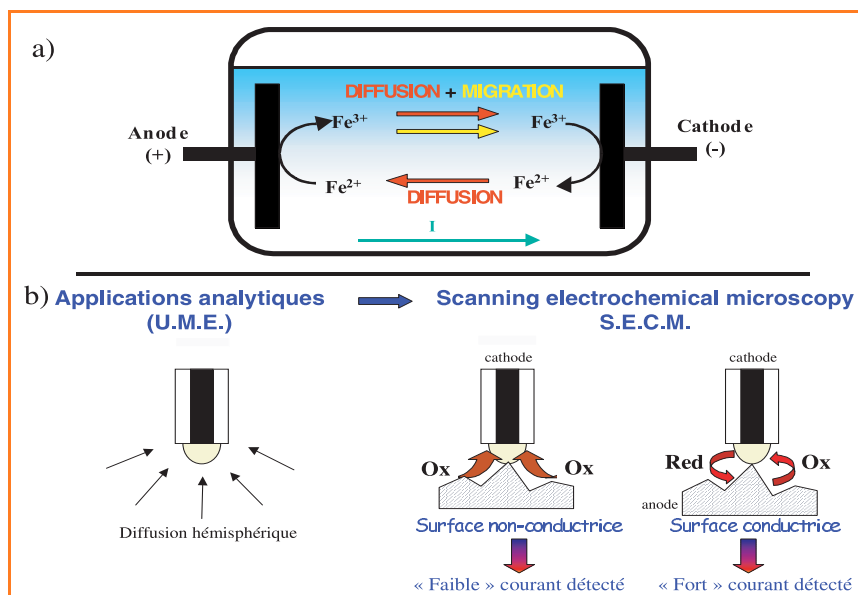 a)
DIFFUSION + MIGRATION
Anode
(+)
Fe³⁺
Fe³⁺
Cathode
(-)
Fe²⁺
Fe²⁺
DIFFUSION
I
b)
Applications analytiques
(U.M.E.)
Scanning electrochemical microscopy
S.E.C.M.
cathode
cathode
Ox
Ox
Red
Ox
anode
Diffusion hémisphérique
Surface non-conductrice
Surface conductrice
« Faible » courant détecté
« Fort » courant détecté